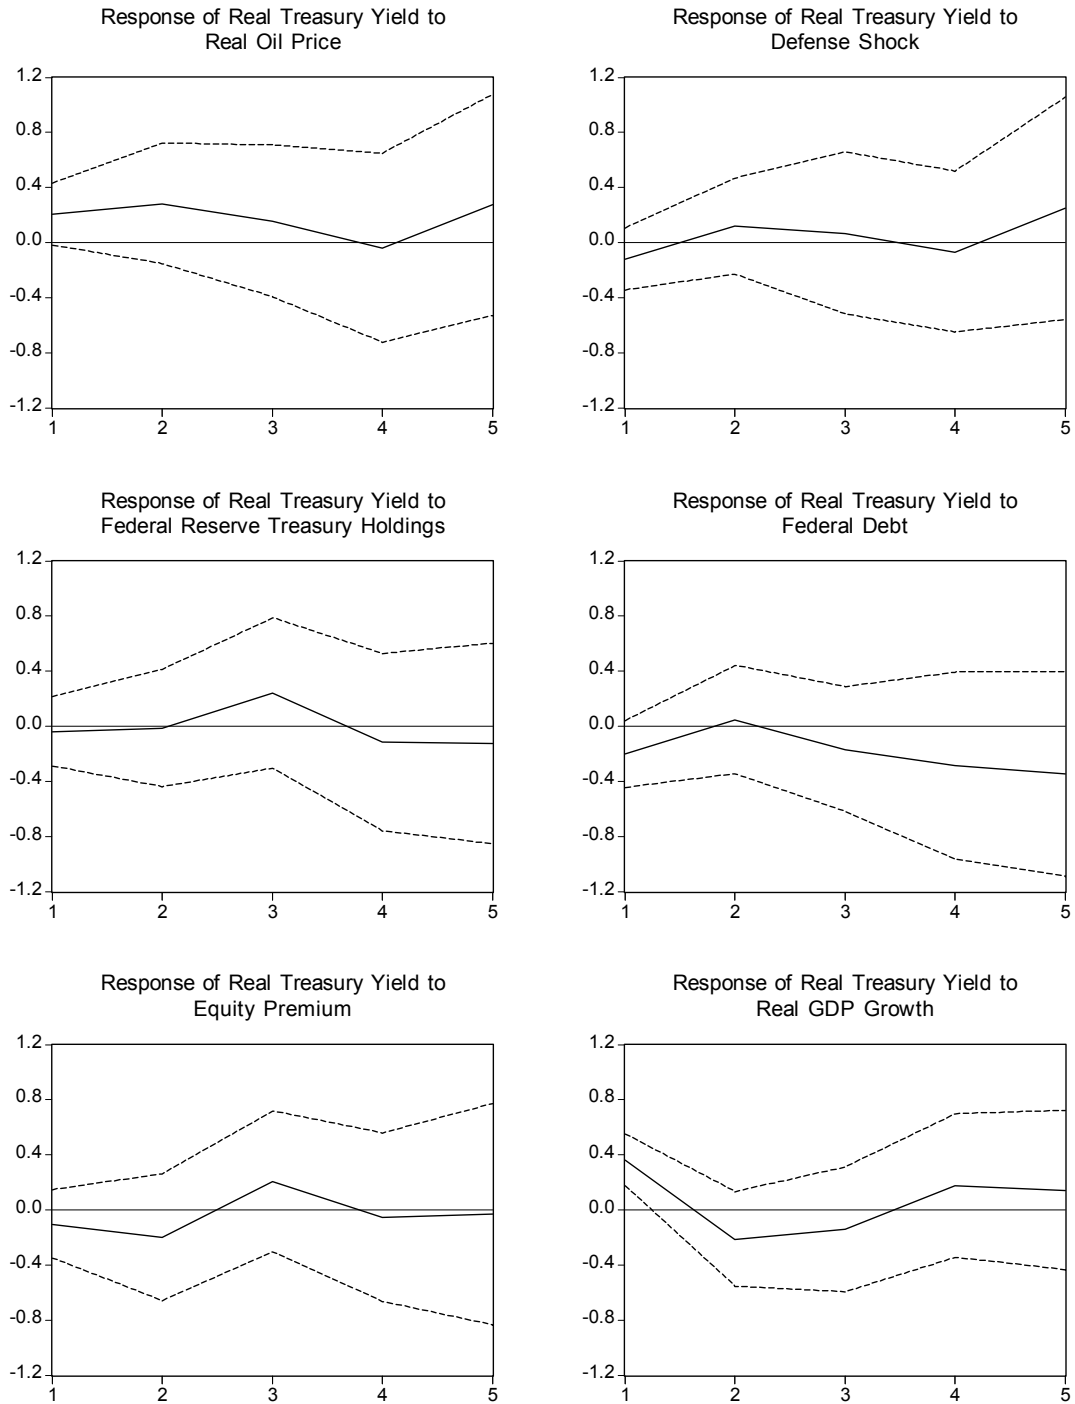 Response of Real Treasury Yield to
Real Oil Price
1.2
0.8
0.4
0.0
-0.4
-0.8
-1.2
1 2 3 4 5
Response of Real Treasury Yield to
Defense Shock
1.2
0.8
0.4
0.0
-0.4
-0.8
-1.2
1 2 3 4 5
Response of Real Treasury Yield to
Federal Reserve Treasury Holdings
1.2
0.8
0.4
0.0
-0.4
-0.8
-1.2
1 2 3 4 5
Response of Real Treasury Yield to
Federal Debt
1.2
0.8
0.4
0.0
-0.4
-0.8
-1.2
1 2 3 4 5
Response of Real Treasury Yield to
Equity Premium
1.2
0.8
0.4
0.0
-0.4
-0.8
-1.2
1 2 3 4 5
Response of Real Treasury Yield to
Real GDP Growth
1.2
0.8
0.4
0.0
-0.4
-0.8
-1.2
1 2 3 4 5